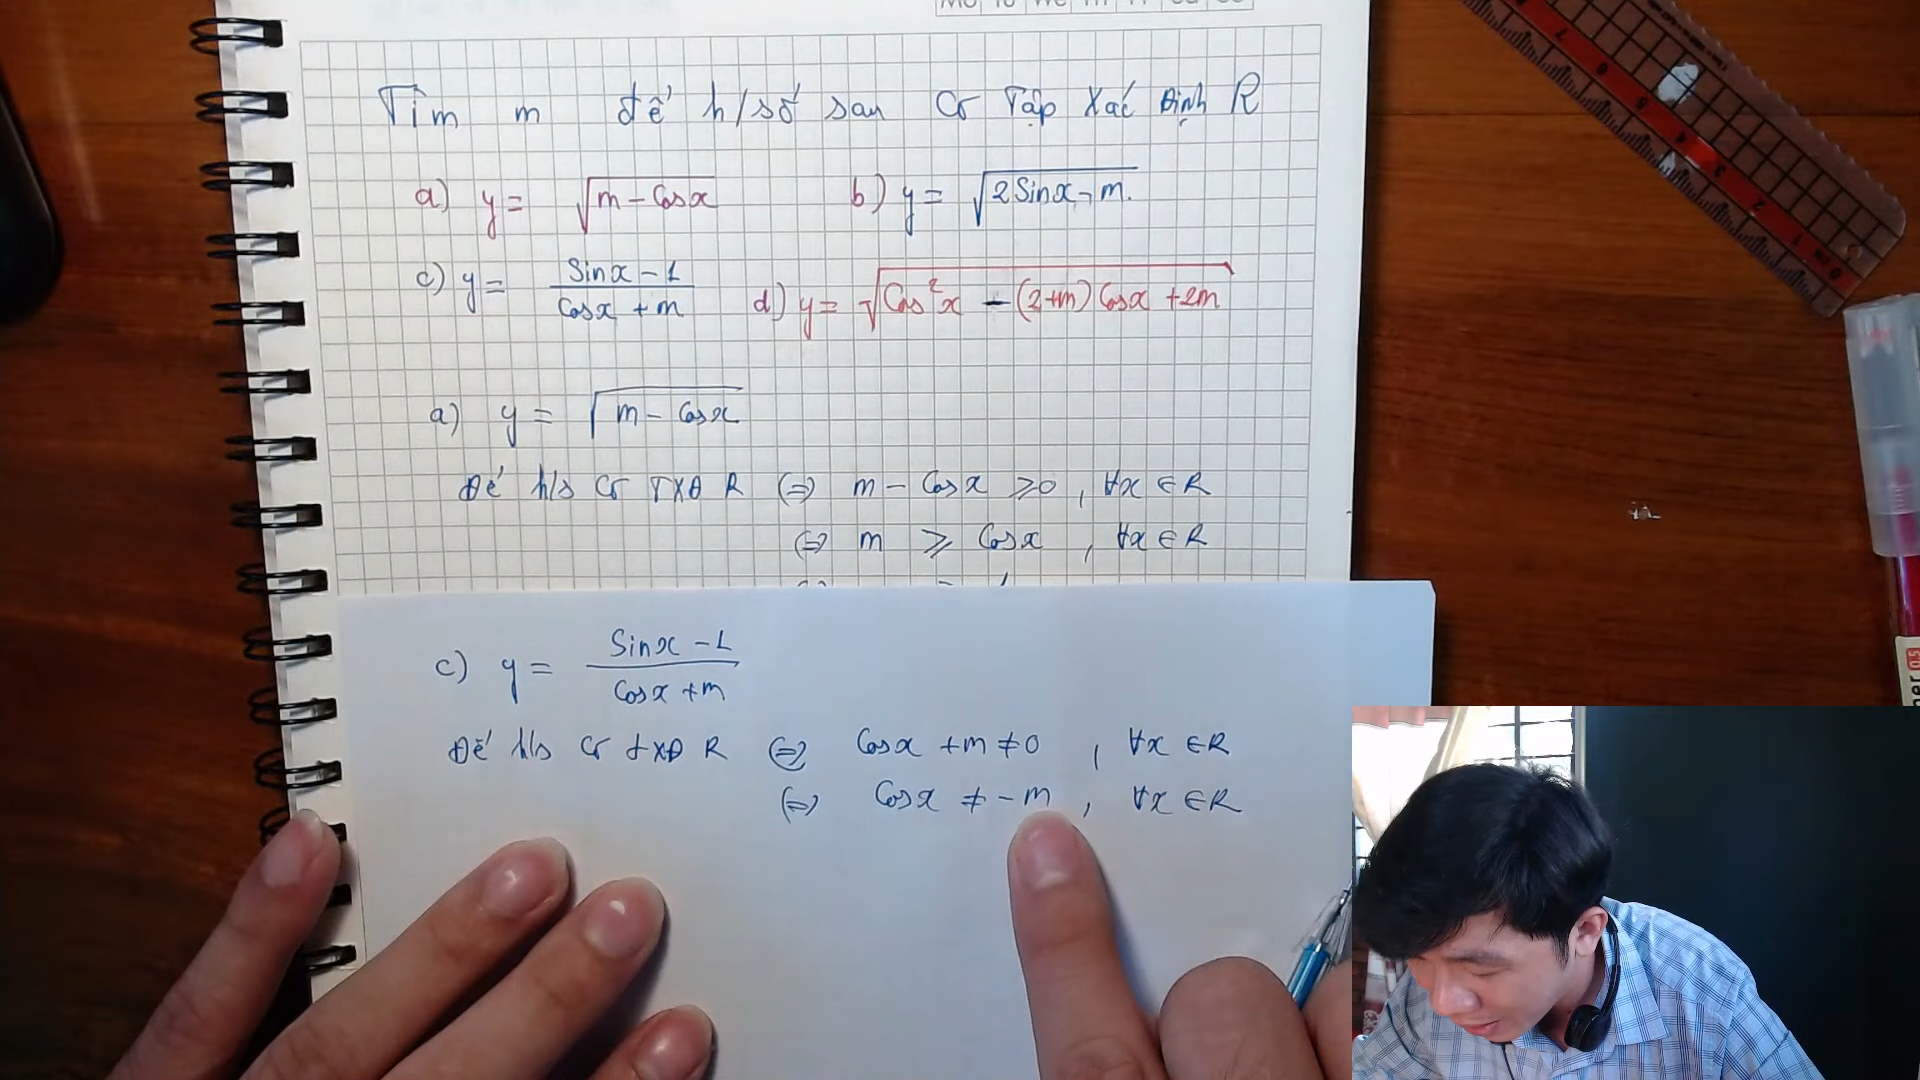 Tìm m để h/số sau có Tập Xác Định R
a) y = √(m - Cosx) b) y = √(2Sinx - m).
c) y = (Sinx - 1)/(Cosx + m) d) y = √(Cos²x - (2+m) Cosx + 2m)
a) y = √(m - Cosx)
Để h/s có TXĐ R ⇔ m - Cosx ≥ 0, ∀x ∈ R
⇔ m ≥ Cosx, ∀x ∈ R
c) y = (Sinx - 1)/(Cosx + m)
Để h/s có TXĐ R ⇔ Cosx + m ≠ 0, ∀x ∈ R
⇔ Cosx ≠ - m, ∀x ∈ R